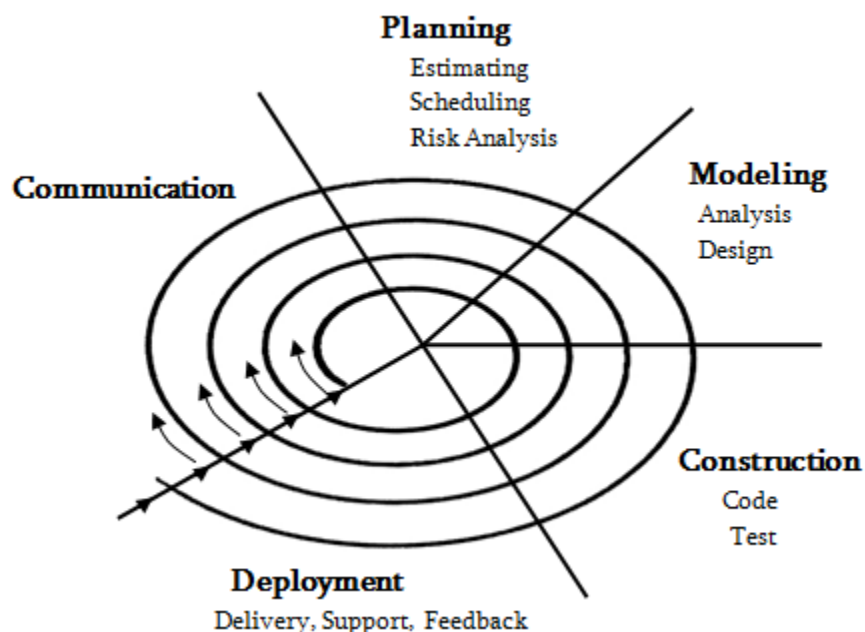 Planning
Estimating
Scheduling
Risk Analysis
Communication
Modeling
Analysis
Design
Construction
Code
Test
Deployment
Delivery, Support, Feedback